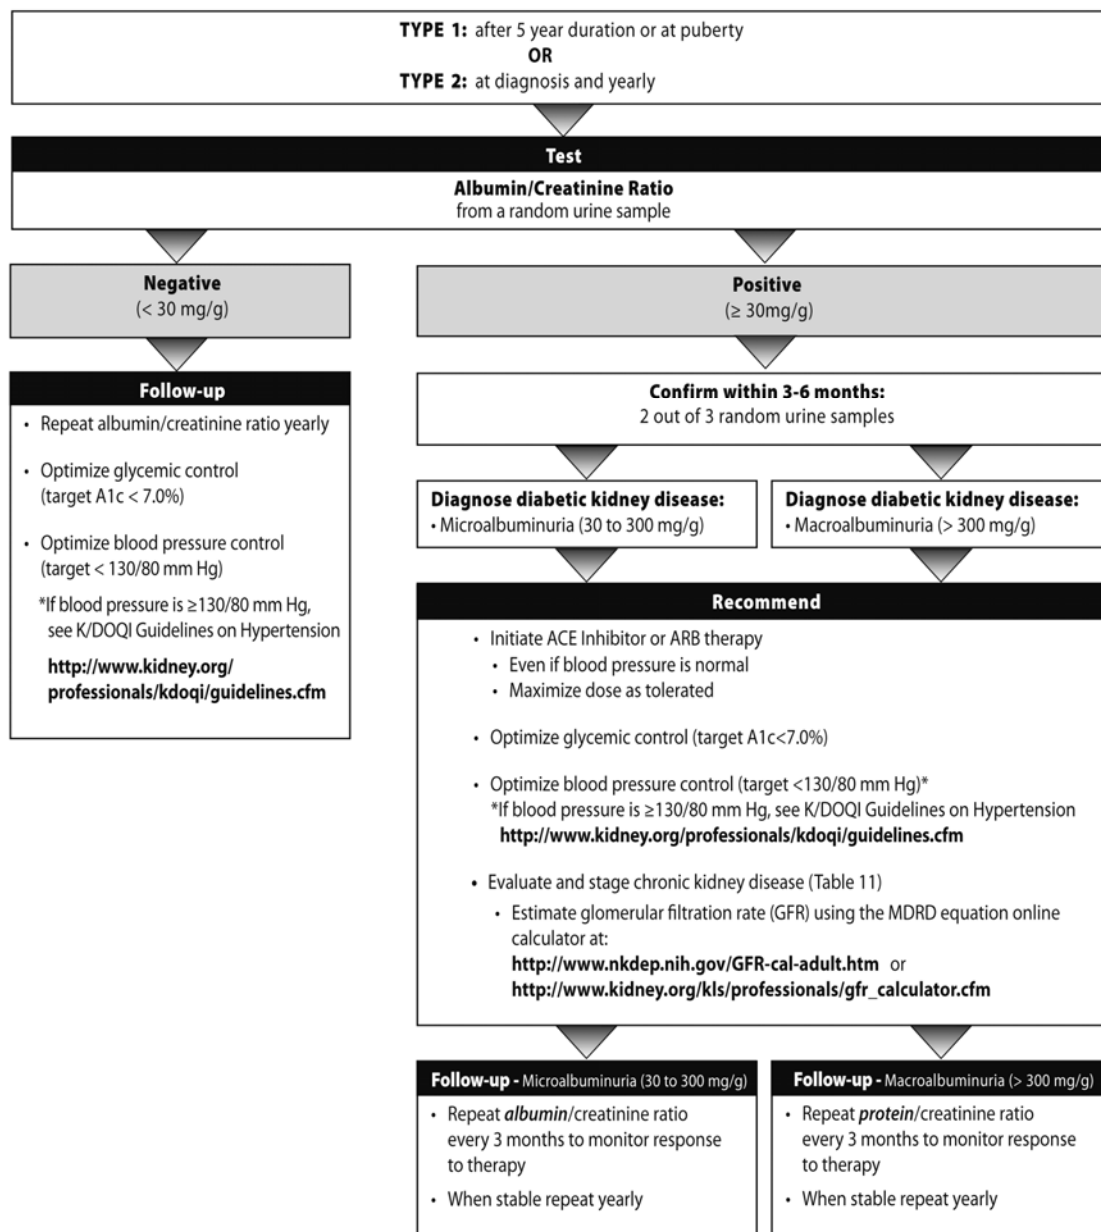 TYPE 1: after 5 year duration or at puberty
OR
TYPE 2: at diagnosis and yearly
Test
Albumin/Creatinine Ratio
from a random urine sample
Negative
(< 30 mg/g)
Follow-up
• Repeat albumin/creatinine ratio yearly
• Optimize glycemic control
(target A1c < 7.0%)
• Optimize blood pressure control
(target < 130/80 mm Hg)
*If blood pressure is ≥130/80 mm Hg,
see K/DOQI Guidelines on Hypertension
http://www.kidney.org/
professionals/kdoqi/guidelines.cfm
Positive
(≥ 30mg/g)
Confirm within 3-6 months:
2 out of 3 random urine samples
Diagnose diabetic kidney disease:
• Microalbuminuria (30 to 300 mg/g)
Diagnose diabetic kidney disease:
• Macroalbuminuria (> 300 mg/g)
Recommend
• Initiate ACE Inhibitor or ARB therapy
• Even if blood pressure is normal
• Maximize dose as tolerated
• Optimize glycemic control (target A1c<7.0%)
• Optimize blood pressure control (target <130/80 mm Hg)*
*If blood pressure is ≥130/80 mm Hg, see K/DOQI Guidelines on Hypertension
http://www.kidney.org/professionals/kdoqi/guidelines.cfm
• Evaluate and stage chronic kidney disease (Table 11)
• Estimate glomerular filtration rate (GFR) using the MDRD equation online
calculator at:
http://www.nkdep.nih.gov/GFR-cal-adult.htm or
http://www.kidney.org/kls/professionals/gfr_calculator.cfm
Follow-up - Microalbuminuria (30 to 300 mg/g)
• Repeat albumin/creatinine ratio
every 3 months to monitor response
to therapy
• When stable repeat yearly
Follow-up - Macroalbuminuria (> 300 mg/g)
• Repeat protein/creatinine ratio
every 3 months to monitor response
to therapy
• When stable repeat yearly